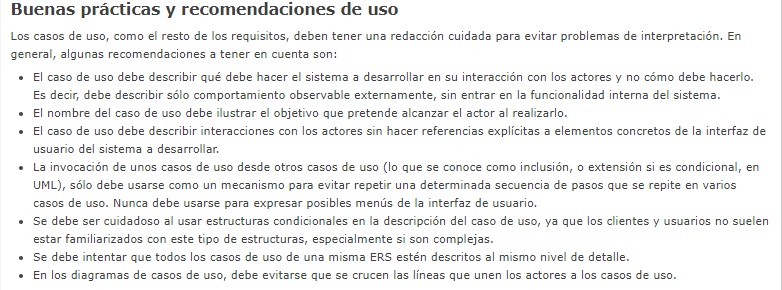 Buenas prácticas y recomendaciones de uso
Los casos de uso, como el resto de los requisitos, deben tener una redacción cuidada para evitar problemas de interpretación. En
general, algunas recomendaciones a tener en cuenta son:
• El caso de uso debe describir qué debe hacer el sistema a desarrollar en su interacción con los actores y no cómo debe hacerlo.
Es decir, debe describir sólo comportamiento observable externamente, sin entrar en la funcionalidad interna del sistema.
• El nombre del caso de uso debe ilustrar el objetivo que pretende alcanzar el actor al realizarlo.
• El caso de uso debe describir interacciones con los actores sin hacer referencias explícitas a elementos concretos de la interfaz de
usuario del sistema a desarrollar.
• La invocación de unos casos de uso desde otros casos de uso (lo que se conoce como inclusión, o extensión si es condicional, en
UML), sólo debe usarse como un mecanismo para evitar repetir una determinada secuencia de pasos que se repite en varios
casos de uso. Nunca debe usarse para expresar posibles menús de la interfaz de usuario.
• Se debe ser cuidadoso al usar estructuras condicionales en la descripción del caso de uso, ya que los clientes y usuarios no suelen
estar familiarizados con este tipo de estructuras, especialmente si son complejas.
• Se debe intentar que todos los casos de uso de una misma ERS estén descritos al mismo nivel de detalle.
• En los diagramas de casos de uso, debe evitarse que se crucen las líneas que unen los actores a los casos de uso.